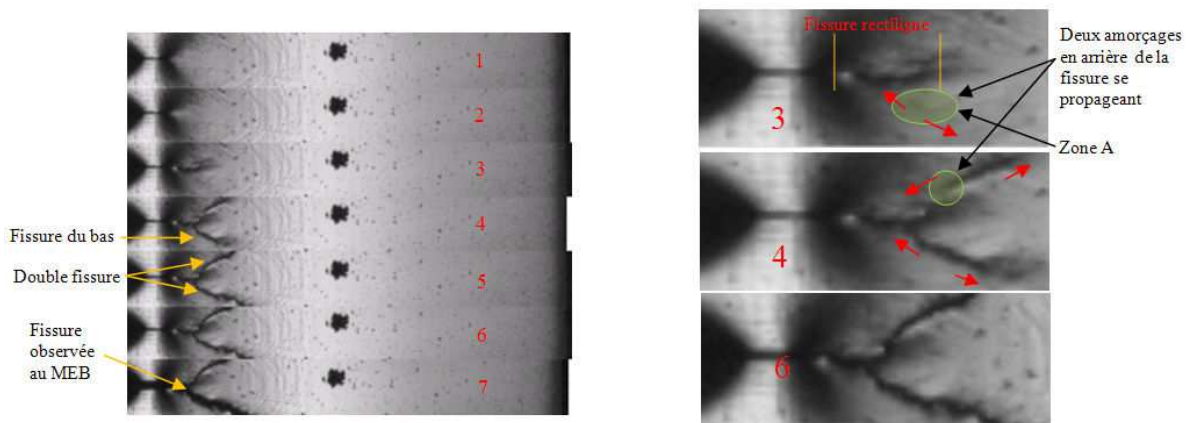 1
2
3
4
5
6
7
Fissure du bas
Double fissure
Fissure
observée
au MEB
Fissure rectiligne
3
4
6
Deux amorçages
en arrière de la
fissure se
propageant
Zone A